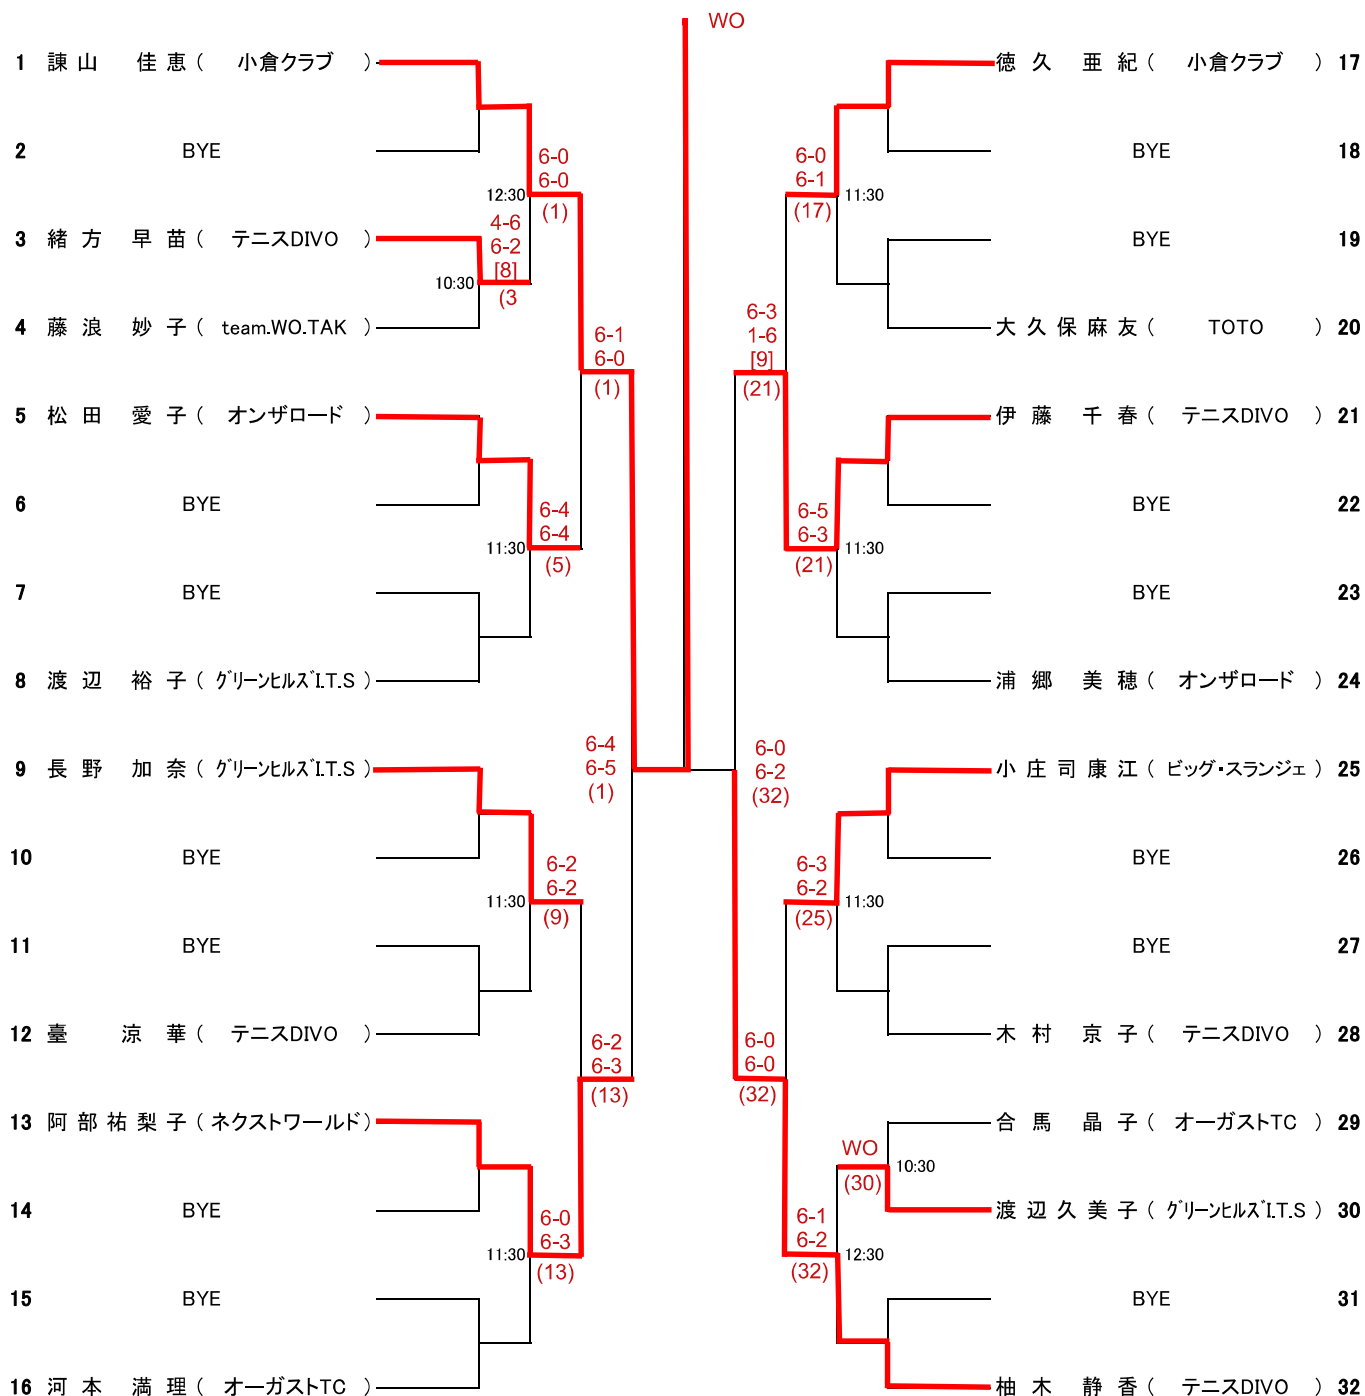 WO
1 諫山 佳恵 ( 小倉クラブ )
2 BYE
6-0
6-0
12:30
(1)
3 緒方 早苗 ( テニスDIVO )
4-6
6-2
[8]
10:30
(3
4 藤浪 妙子 ( team.WO.TAK )
6-1
6-0
(1)
5 松田 愛子 ( オンザロード )
6 BYE
6-4
6-4
11:30
(5)
7 BYE
8 渡辺 裕子 ( グリーンヒルズI.T.S )
6-4
6-5
(1)
9 長野 加奈 ( グリーンヒルズI.T.S )
10 BYE
6-2
6-2
11:30
(9)
11 BYE
12 臺 涼華 ( テニスDIVO )
6-2
6-3
(13)
13 阿部祐梨子 ( ネクストワールド )
14 BYE
6-0
6-3
11:30
(13)
15 BYE
16 河本 満理 ( オーガストTC )
徳久 亜紀 ( 小倉クラブ ) 17
BYE 18
6-0
6-1
11:30
(17)
BYE 19
大久保麻友 ( TOTO ) 20
6-3
1-6
[9]
(21)
伊藤 千春 ( テニスDIVO ) 21
BYE 22
6-5
6-3
11:30
(21)
BYE 23
浦郷 美穂 ( オンザロード ) 24
6-0
6-2
(32)
小庄司康江 ( ビッグ・スランジェ ) 25
BYE 26
6-3
6-2
11:30
(25)
BYE 27
木村 京子 ( テニスDIVO ) 28
6-0
6-0
(32)
合馬 晶子 ( オーガストTC ) 29
WO
10:30
(30)
渡辺久美子 ( グリーンヒルズI.T.S ) 30
6-1
6-2
12:30
(32)
BYE 31
柚木 静香 ( テニスDIVO ) 32